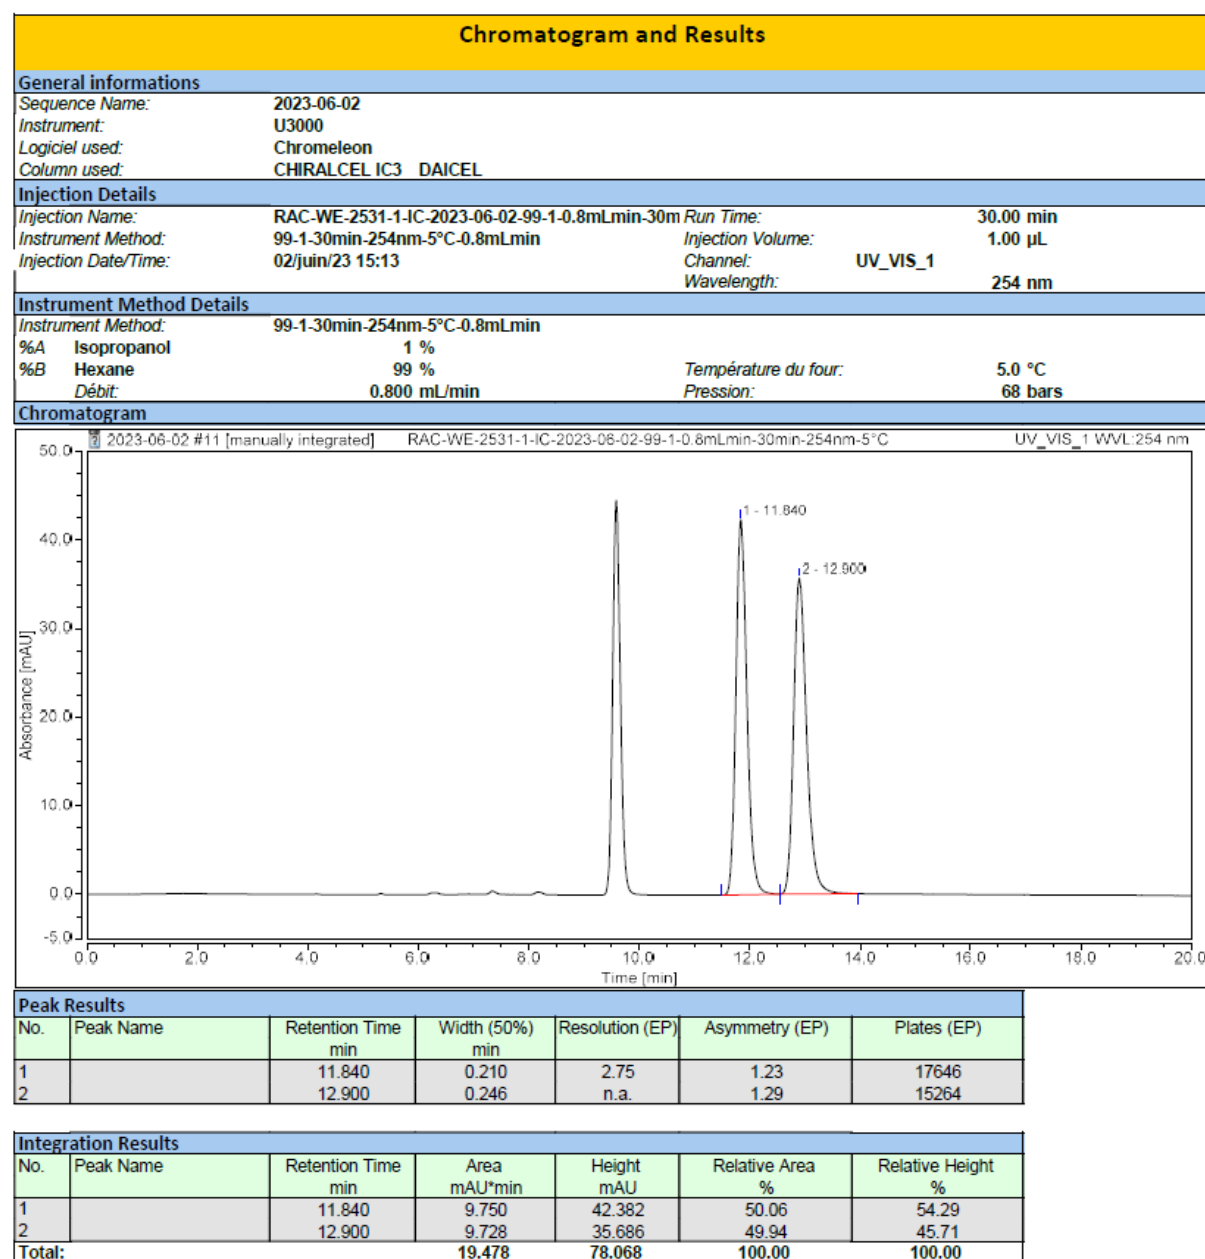 Chromatogram and Results
General informations
Sequence Name: 2023-06-02
Instrument: U3000
Logiciel used: Chromeleon
Column used: CHIRALCEL IC3 DAICEL
Injection Details
Injection Name: RAC-WE-2531-1-IC-2023-06-02-99-1-0.8mLmin-30m Run Time: 30.00 min
Instrument Method: 99-1-30min-254nm-5°C-0.8mLmin Injection Volume: 1.00 µL
Injection Date/Time: 02/juin/23 15:13 Channel: UV_VIS_1
Wavelength: 254 nm
Instrument Method Details
Instrument Method: 99-1-30min-254nm-5°C-0.8mLmin
%A Isopropanol 1 %
%B Hexane 99 % Température du four: 5.0 °C
Débit: 0.800 mL/min Pression: 68 bars
Chromatogram
2023-06-02 #11 [manually integrated] RAC-WE-2531-1-IC-2023-06-02-99-1-0.8mLmin-30min-254nm-5°C UV_VIS_1 WVL:254 nm
50.0
40.0
30.0
20.0
10.0
0.0
-5.0
Absorbance [mAU]
1 - 11.840
2 - 12.900
0.0 2.0 4.0 6.0 8.0 10.0 12.0 14.0 16.0 18.0 20.0
Time [min]
Peak Results
No. Peak Name Retention Time Width (50%) Resolution (EP) Asymmetry (EP) Plates (EP)
min min
1 11.840 0.210 2.75 1.23 17646
2 12.900 0.246 n.a. 1.29 15264
Integration Results
No. Peak Name Retention Time Area Height Relative Area Relative Height
min mAU*min mAU % %
1 11.840 9.750 42.382 50.06 54.29
2 12.900 9.728 35.686 49.94 45.71
Total: 19.478 78.068 100.00 100.00